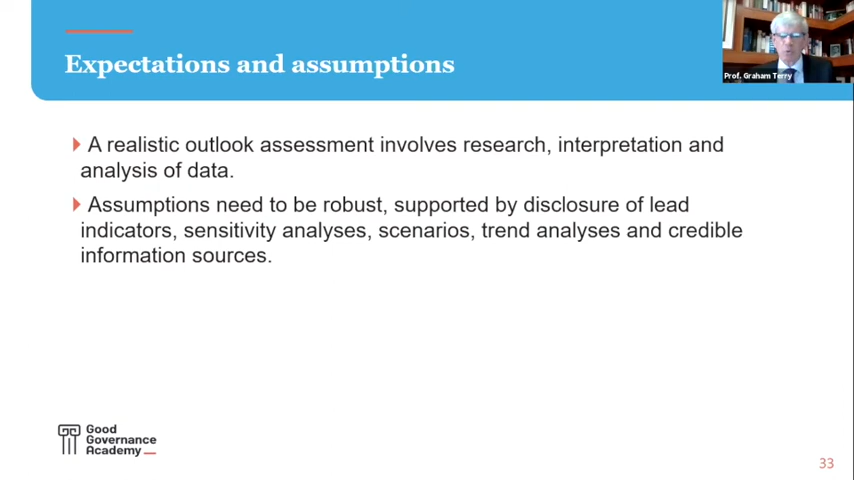 Expectations and assumptions
Prof. Graham Terry
A realistic outlook assessment involves research, interpretation and
analysis of data.
Assumptions need to be robust, supported by disclosure of lead
indicators, sensitivity analyses, scenarios, trend analyses and credible
information sources.
Good
Governance
Academy
33